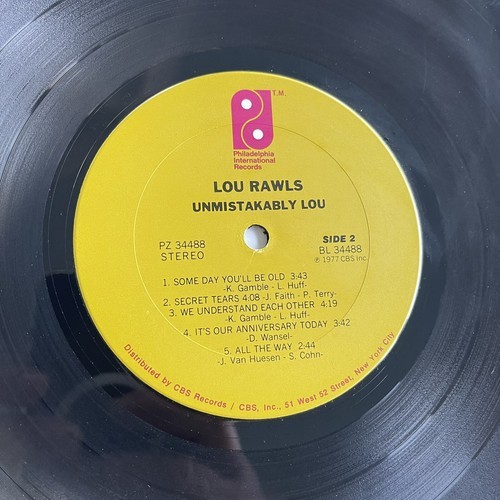 T.M.
Philadelphia
International
Records
LOU RAWLS
UNMISTAKABLY LOU
PZ 34488
STEREO
SIDE 2
BL 34488
℗ 1977 CBS Inc.
1. SOME DAY YOU'LL BE OLD 3:43
-K. Gamble - L. Huff-
2. SECRET TEARS 4:08 -J. Faith - P. Terry-
3. WE UNDERSTAND EACH OTHER 4:19
-K. Gamble - L. Huff-
4. IT'S OUR ANNIVERSARY TODAY 3:42
-D. Wansel-
5. ALL THE WAY 2:44
-J. Van Huesen - S. Cohn-
Distributed by CBS Records / CBS, Inc., 51 West 52 Street, New York City